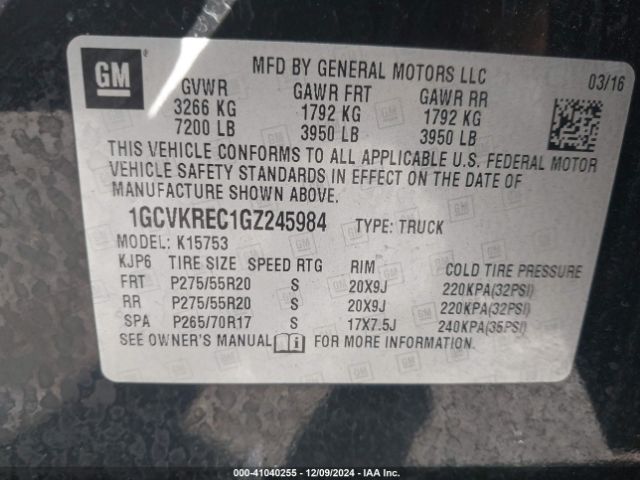 GM
MFD BY GENERAL MOTORS LLC
03/16
GVWR GAWR FRT GAWR RR
3266 KG 1792 KG 1792 KG
7200 LB 3950 LB 3950 LB
THIS VEHICLE CONFORMS TO ALL APPLICABLE U.S. FEDERAL MOTOR
VEHICLE SAFETY STANDARDS IN EFFECT ON THE DATE OF
MANUFACTURE SHOWN ABOVE.
1GCVKREC1GZ245984 TYPE: TRUCK
MODEL: K15753
KJP6 TIRE SIZE SPEED RTG RIM COLD TIRE PRESSURE
FRT P275/55R20 S 20X9J 220KPA(32PSI)
RR P275/55R20 S 20X9J 220KPA(32PSI)
SPA P265/70R17 S 17X7.5J 240KPA(35PSI)
SEE OWNER'S MANUAL i FOR MORE INFORMATION.
000-41040255 - 12/09/2024 - IAA Inc.